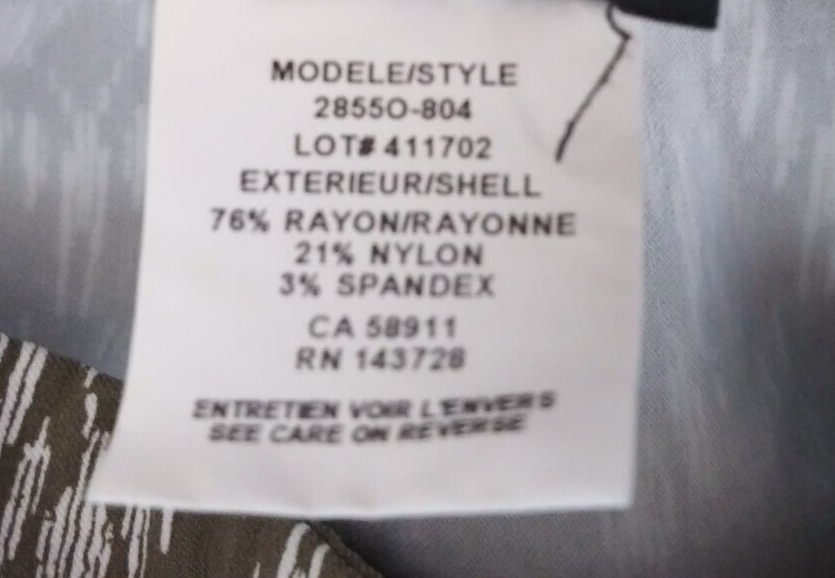 MODELE/STYLE
2855O-804
LOT# 411702
EXTERIEUR/SHELL
76% RAYON/RAYONNE
21% NYLON
3% SPANDEX
CA 58911
RN 143728
ENTRETIEN VOIR L'ENVERS
SEE CARE ON REVERSE